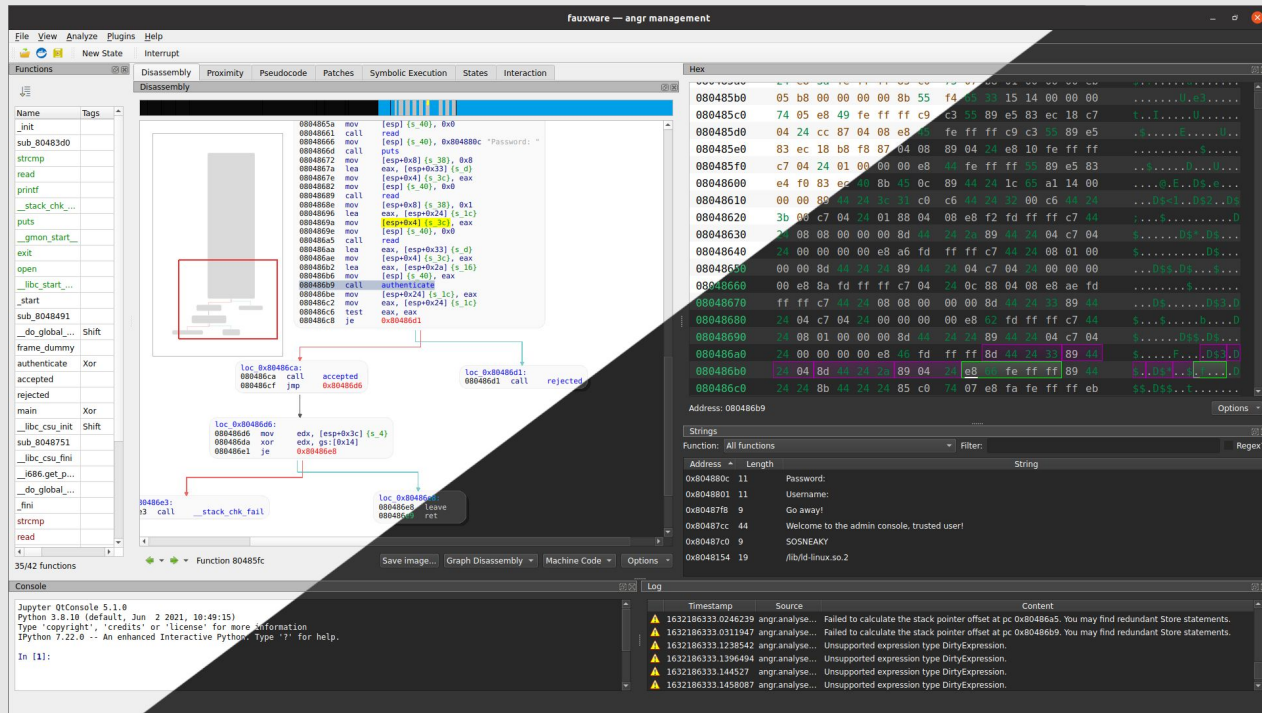 fauxware — angr management
File View Analyze Plugins Help
New State Interrupt
Functions
Name Tags
_init
sub_80483d0
strcmp
read
printf
__stack_chk_...
puts
__gmon_start__
exit
open
__libc_start_...
_start
sub_8048491
__do_global_... Shift
frame_dummy
authenticate Xor
accepted
rejected
main Xor
__libc_csu_init Shift
sub_8048751
__libc_csu_fini
__i686.get_p...
__do_global_...
_fini
strcmp
read
35/42 functions
Disassembly Proximity Pseudocode Patches Symbolic Execution States Interaction
Disassembly
0804865a mov [esp] {s_40}, 0x0
08048661 call read
08048666 mov [esp] {s_40}, 0x804880c "Password: "
0804866d call puts
08048672 mov [esp+0x8] {s_38}, 0x8
0804867a lea eax, [esp+0x33] {s_d}
0804867e mov [esp+0x4] {s_3c}, eax
08048682 mov [esp] {s_40}, 0x0
08048689 call read
0804868e mov [esp+0x8] {s_38}, 0x1
08048696 lea eax, [esp+0x24] {s_1c}
0804869a mov [esp+0x4] {s_3c}, eax
0804869e mov [esp] {s_40}, 0x0
080486a5 call read
080486aa lea eax, [esp+0x33] {s_d}
080486ae mov [esp+0x4] {s_3c}, eax
080486b2 lea eax, [esp+0x2a] {s_16}
080486b6 mov [esp] {s_40}, eax
080486b9 call authenticate
080486be mov [esp+0x24] {s_1c}, eax
080486c2 mov eax, [esp+0x24] {s_1c}
080486c6 test eax, eax
080486c8 je 0x80486d1
loc_0x80486ca:
080486ca call accepted
080486cf jmp 0x80486d6
loc_0x80486d1:
080486d1 call rejected
loc_0x80486d6:
080486d6 mov edx, [esp+0x3c] {s_4}
080486da xor edx, gs:[0x14]
080486e1 je 0x80486e8
80486e3:
e3 call __stack_chk_fail
loc_0x80486e8:
080486e8 leave
080486e9 ret
Function 80485fc
Save image... Graph Disassembly Machine Code Options
Hex
080485b0 05 b8 00 00 00 00 8b 55 f4 65 33 15 14 00 00 00 .......U.e3.....
080485c0 74 05 e8 49 fe ff ff c9 c3 55 89 e5 83 ec 18 c7 t..I.....U......
080485d0 04 24 cc 87 04 08 e8 45 fe ff ff c9 c3 55 89 e5 .$.....E.....U..
080485e0 83 ec 18 b8 f8 87 04 08 89 04 24 e8 10 fe ff ff ..........$.....
080485f0 c7 04 24 01 00 00 00 e8 44 fe ff ff 55 89 e5 83 ..$.....D...U...
08048600 e4 f0 83 ec 40 8b 45 0c 89 44 24 1c 65 a1 14 00 ....@.E..D$.e...
08048610 00 00 89 44 24 3c 31 c0 c6 44 24 32 00 c6 44 24 ...D$<1..D$2..D$
08048620 3b 00 c7 04 24 01 88 04 08 e8 f2 fd ff ff c7 44 ;...$..........D
08048630 24 08 08 00 00 00 8d 44 24 2a 89 44 24 04 c7 04 $......D$*.D$...
08048640 24 00 00 00 00 e8 a6 fd ff ff c7 44 24 08 01 00 $..........D$...
08048650 00 00 8d 44 24 24 89 44 24 04 c7 04 24 00 00 00 ...D$$.D$...$...
08048660 00 e8 8a fd ff ff c7 04 24 0c 88 04 08 e8 ae fd ........$.......
08048670 ff ff c7 44 24 08 08 00 00 00 8d 44 24 33 89 44 ...D$......D$3.D
08048680 24 04 c7 04 24 00 00 00 00 e8 62 fd ff ff c7 44 $...$.....b....D
08048690 24 08 01 00 00 00 8d 44 24 24 89 44 24 04 c7 04 $......D$$.D$...
080486a0 24 00 00 00 00 e8 46 fd ff ff 8d 44 24 33 89 44 $.....F....D$3.D
080486b0 24 04 8d 44 24 2a 89 04 24 e8 66 fe ff ff 89 44 $..D$*..$.f....D
080486c0 24 24 8b 44 24 24 85 c0 74 07 e8 fa fe ff ff eb $$.D$$..t.......
Address: 080486b9
Options
Strings
Function: All functions Filter: Regex
Address Length String
0x804880c 11 Password:
0x8048801 11 Username:
0x80487f8 9 Go away!
0x80487cc 44 Welcome to the admin console, trusted user!
0x80487c0 9 SOSNEAKY
0x8048154 19 /lib/ld-linux.so.2
Console
Jupyter QtConsole 5.1.0
Python 3.8.10 (default, Jun 2 2021, 10:49:15)
Type 'copyright', 'credits' or 'license' for more information
IPython 7.22.0 -- An enhanced Interactive Python. Type '?' for help.
In [1]:
Log
Timestamp Source Content
1632186333.0246239 angr.analyse... Failed to calculate the stack pointer offset at pc 0x80486a5. You may find redundant Store statements.
1632186333.0311947 angr.analyse... Failed to calculate the stack pointer offset at pc 0x80486b9. You may find redundant Store statements.
1632186333.1238542 angr.analyse... Unsupported expression type DirtyExpression.
1632186333.1396494 angr.analyse... Unsupported expression type DirtyExpression.
1632186333.144527 angr.analyse... Unsupported expression type DirtyExpression.
1632186333.1458087 angr.analyse... Unsupported expression type DirtyExpression.